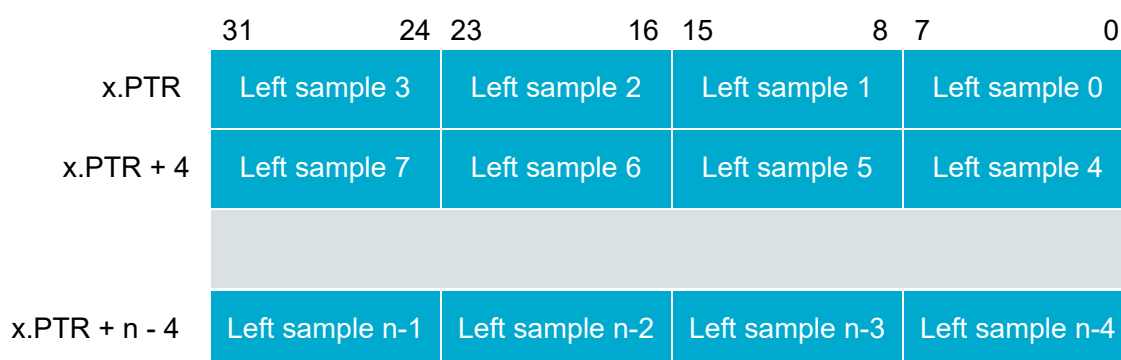 31 24 23 16 15 8 7 0
x.PTR Left sample 3 Left sample 2 Left sample 1 Left sample 0
x.PTR + 4 Left sample 7 Left sample 6 Left sample 5 Left sample 4
x.PTR + n - 4 Left sample n-1 Left sample n-2 Left sample n-3 Left sample n-4